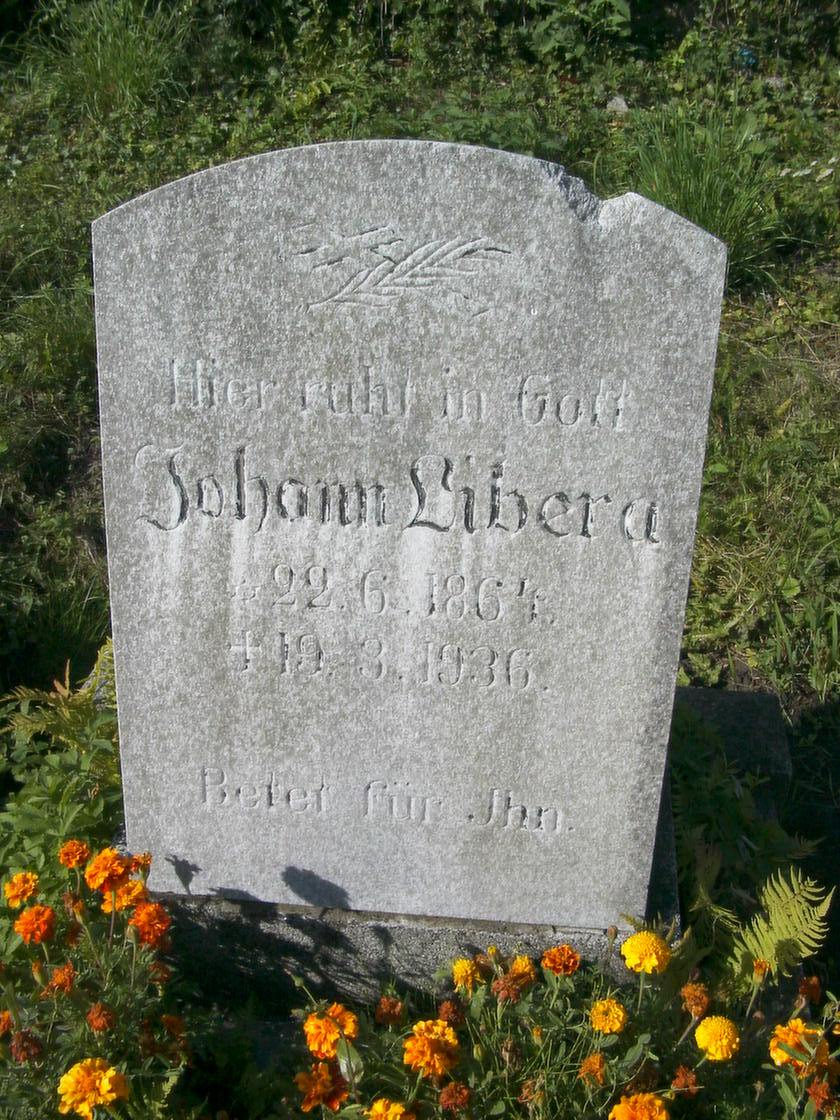 Hier ruht in Gott
Johann Libera
* 22. 6. 1864.
† 19. 3. 1936.
Betet für Ihn.